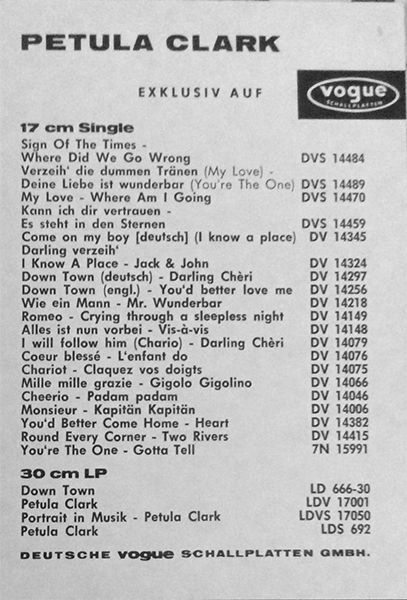 PETULA CLARK
EXKLUSIV AUF
vogue
SCHALLPLATTEN
17 cm Single
Sign Of The Times -
Where Did We Go Wrong DVS 14484
Verzeih' die dummen Tränen (My Love) -
Deine Liebe ist wunderbar (You're The One) DVS 14489
My Love - Where Am I Going DVS 14470
Kann ich dir vertrauen -
Es steht in den Sternen DVS 14459
Come on my boy [deutsch] (I know a place) DV 14345
Darling verzeih'
I Know A Place - Jack & John DV 14324
Down Town (deutsch) - Darling Chèri DV 14297
Down Town (engl.) - You'd better love me DV 14256
Wie ein Mann - Mr. Wunderbar DV 14218
Romeo - Crying through a sleepless night DV 14149
Alles ist nun vorbei - Vis-à-vis DV 14148
I will follow him (Chario) - Darling Chèri DV 14079
Coeur blessé - L'enfant do DV 14076
Chariot - Claquez vos doigts DV 14075
Mille mille grazie - Gigolo Gigolino DV 14066
Cheerio - Padam padam DV 14046
Monsieur - Kapitän Kapitän DV 14006
You'd Better Come Home - Heart DV 14382
Round Every Corner - Two Rivers DV 14415
You're The One - Gotta Tell 7N 15991
30 cm LP
Down Town LD 666-30
Petula Clark LDV 17001
Portrait in Musik - Petula Clark LDVS 17050
Petula Clark LDS 692
DEUTSCHE vogue SCHALLPLATTEN GMBH.